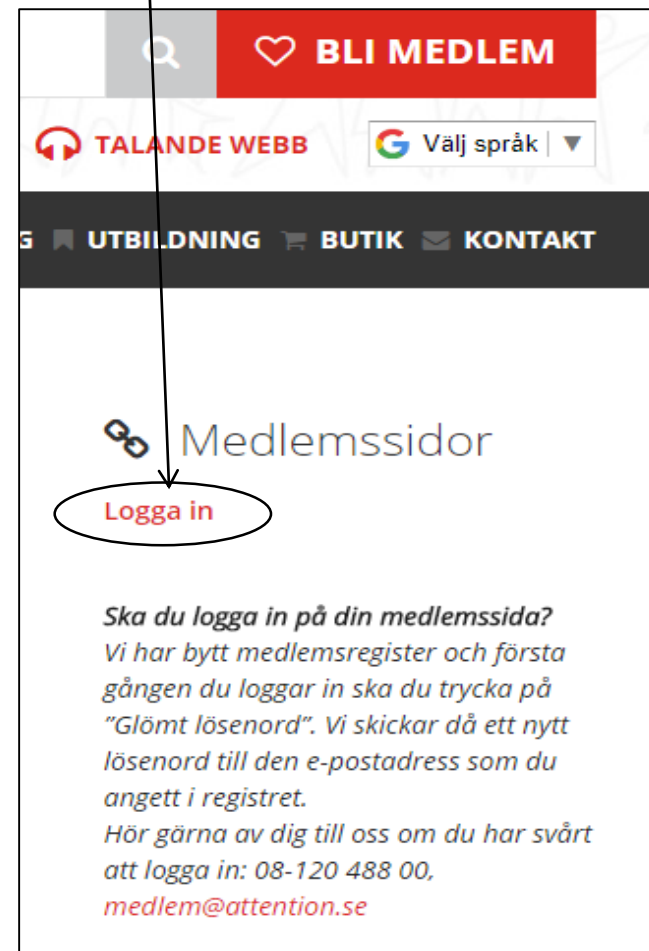 BLI MEDLEM
TALANDE WEBB
Välj språk
G UTBILDNING BUTIK KONTAKT
Medlemssidor
Logga in
Ska du logga in på din medlemssida?
Vi har bytt medlemsregister och första
gången du loggar in ska du trycka på
”Glömt lösenord”. Vi skickar då ett nytt
lösenord till den e-postadress som du
angett i registret.
Hör gärna av dig till oss om du har svårt
att logga in: 08-120 488 00,
medlem@attention.se